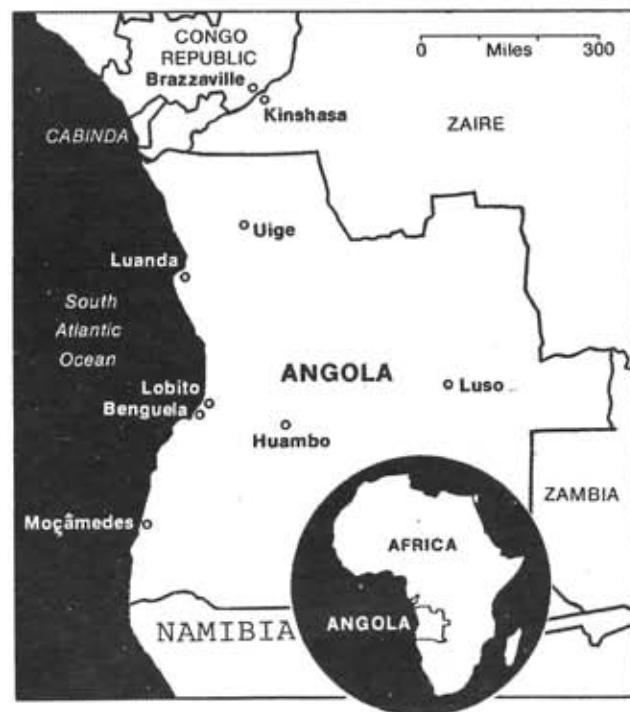 CONGO
REPUBLIC
Brazzaville
0 Miles 300
Kinshasa
CABINDA
ZAIRE
Uige
Luanda
South
Atlantic
Ocean
ANGOLA
Lobito
Luso
Benguela
Huambo
ZAMBIA
Moçâmedes
AFRICA
ANGOLA
NAMIBIA